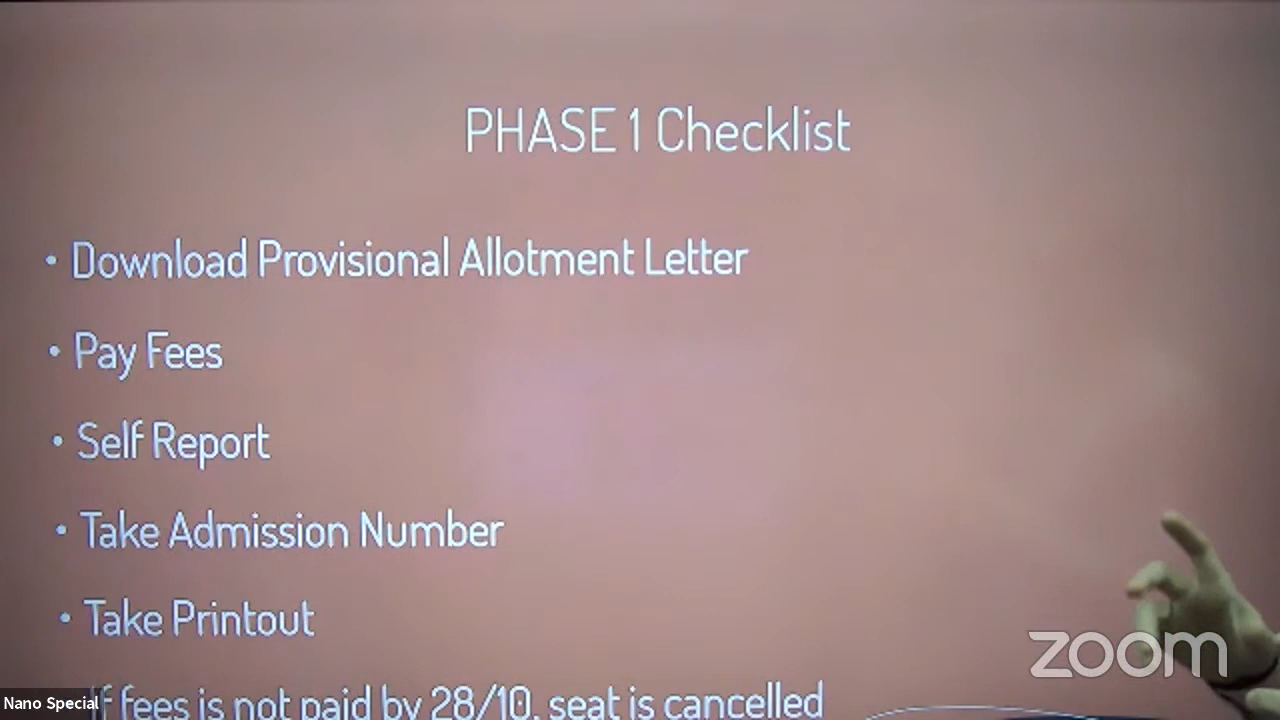 PHASE 1 Checklist
• Download Provisional Allotment Letter
• Pay Fees
• Self Report
• Take Admission Number
• Take Printout
zoom
If fees is not paid by 28/10, seat is cancelled
Nano Special